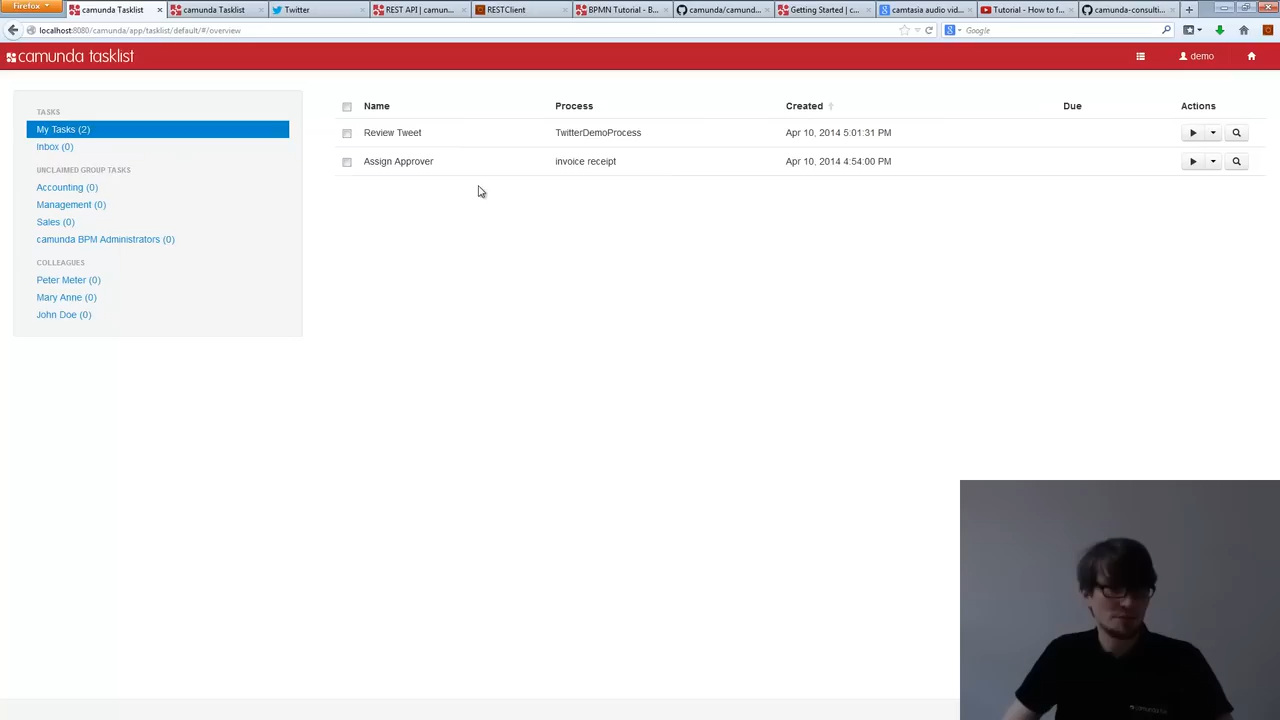 Firefox
camunda Tasklist
camunda Tasklist
Twitter
REST API | camun...
RESTClient
BPMN Tutorial - B...
camunda/camund...
Getting Started | c...
camtasia audio vid...
Tutorial - How to f...
camunda-consulti...
localhost:8080/camunda/app/tasklist/default/#/overview
Google
camunda tasklist
demo
TASKS
My Tasks (2)
Inbox (0)
UNCLAIMED GROUP TASKS
Accounting (0)
Management (0)
Sales (0)
camunda BPM Administrators (0)
COLLEAGUES
Peter Meter (0)
Mary Anne (0)
John Doe (0)
Name Process Created Due Actions
Review Tweet TwitterDemoProcess Apr 10, 2014 5:01:31 PM
Assign Approver invoice receipt Apr 10, 2014 4:54:00 PM